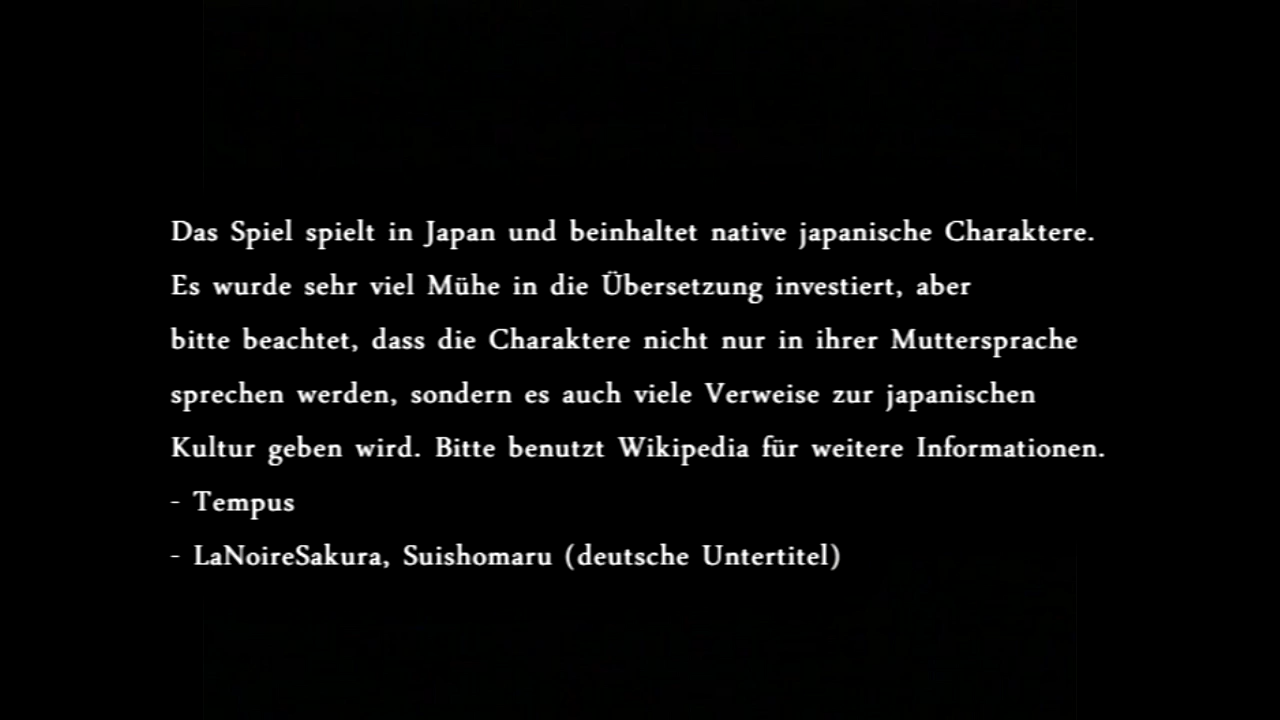 Das Spiel spielt in Japan und beinhaltet native japanische Charaktere.
Es wurde sehr viel Mühe in die Übersetzung investiert, aber
bitte beachtet, dass die Charaktere nicht nur in ihrer Muttersprache
sprechen werden, sondern es auch viele Verweise zur japanischen
Kultur geben wird. Bitte benutzt Wikipedia für weitere Informationen.
- Tempus
- LaNoireSakura, Suishomaru (deutsche Untertitel)